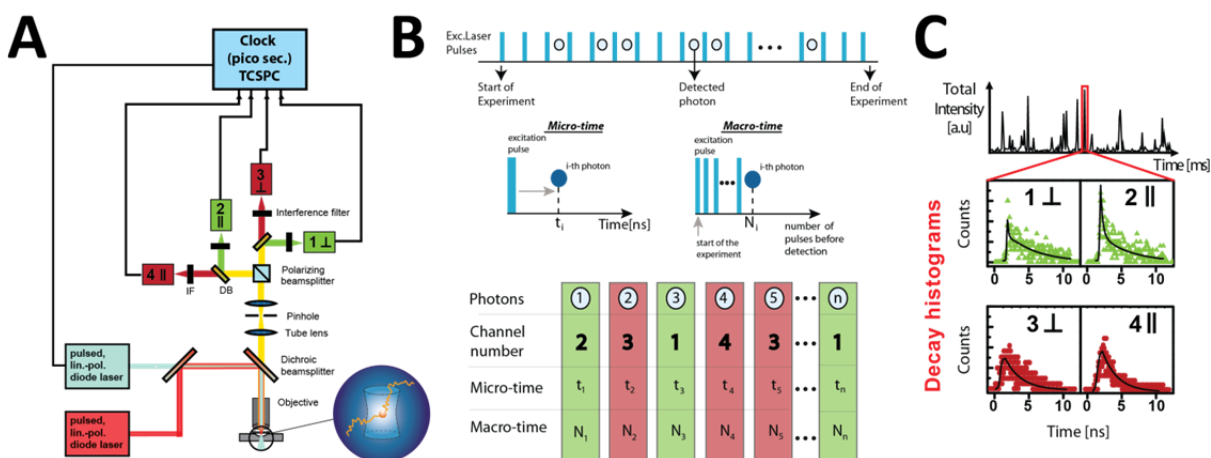 A
Clock
(pico sec.)
TCSPC
3 ⊥
2 ||
Interference filter
1 ⊥
4 ||
IF
DB
Polarizing
beamsplitter
Pinhole
Tube lens
pulsed,
lin.-pol.
diode laser
Dichroic
beamsplitter
Objective
pulsed,
lin.-pol.
diode laser
B
Exc.Laser
Pulses
Start of
Experiment
Detected
photon
End of
Experiment
Micro-time
excitation
pulse
i-th photon
t_i
Time[ns]
Macro-time
excitation
pulse
i-th photon
N_i
start of the
experiment
number of
pulses before
detection
Photons 1 2 3 4 5 ••• n
Channel
number
2 3 1 4 3 ••• 1
Micro-time t_1 t_2 t_3 t_4 t_5 ... t_n
Macro-time N_1 N_2 N_3 N_4 N_5 ... N_n
C
Total
Intensity
[a.u]
Time [ms]
Decay histograms
Counts
1 ⊥
2 ||
0 5 10 0 5 10
Counts
3 ⊥
4 ||
0 5 10 0 5 10
Time [ns]